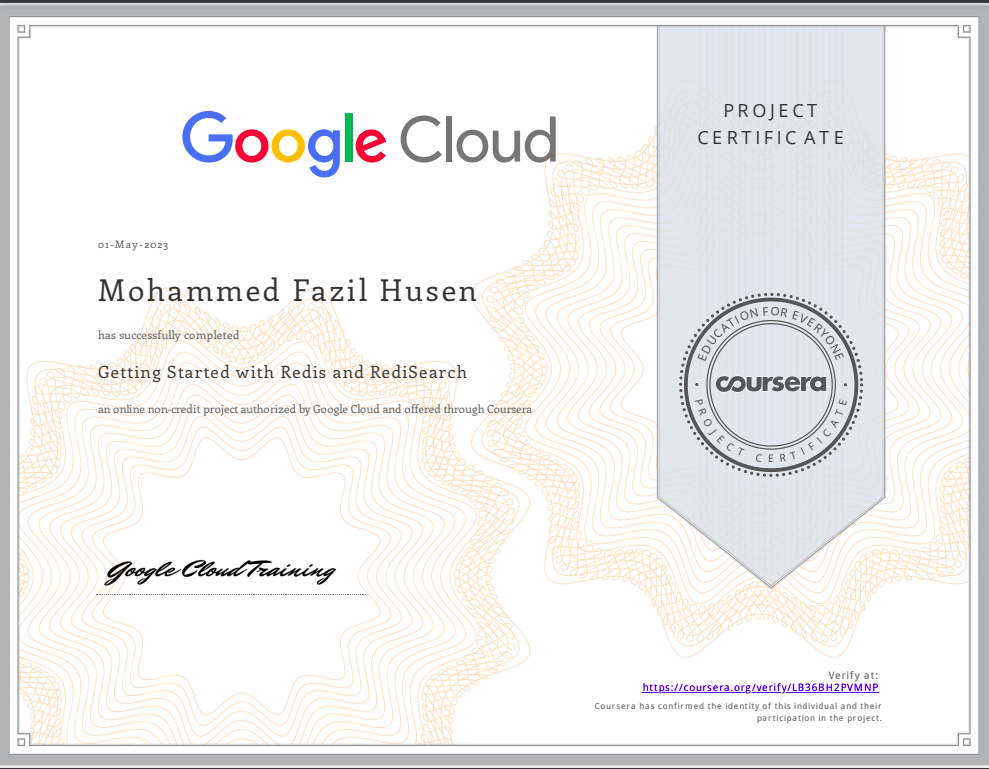 Google Cloud
PROJECT
CERTIFICATE
01-May-2023
Mohammed Fazil Husen
has successfully completed
Getting Started with Redis and RediSearch
an online non-credit project authorized by Google Cloud and offered through Coursera
EDUCATION FOR EVERYONE
coursera
PROJECT CERTIFICATE
Google Cloud Training
Verify at:
https://coursera.org/verify/LB36BH2PVMNP
Coursera has confirmed the identity of this individual and their
participation in the project.